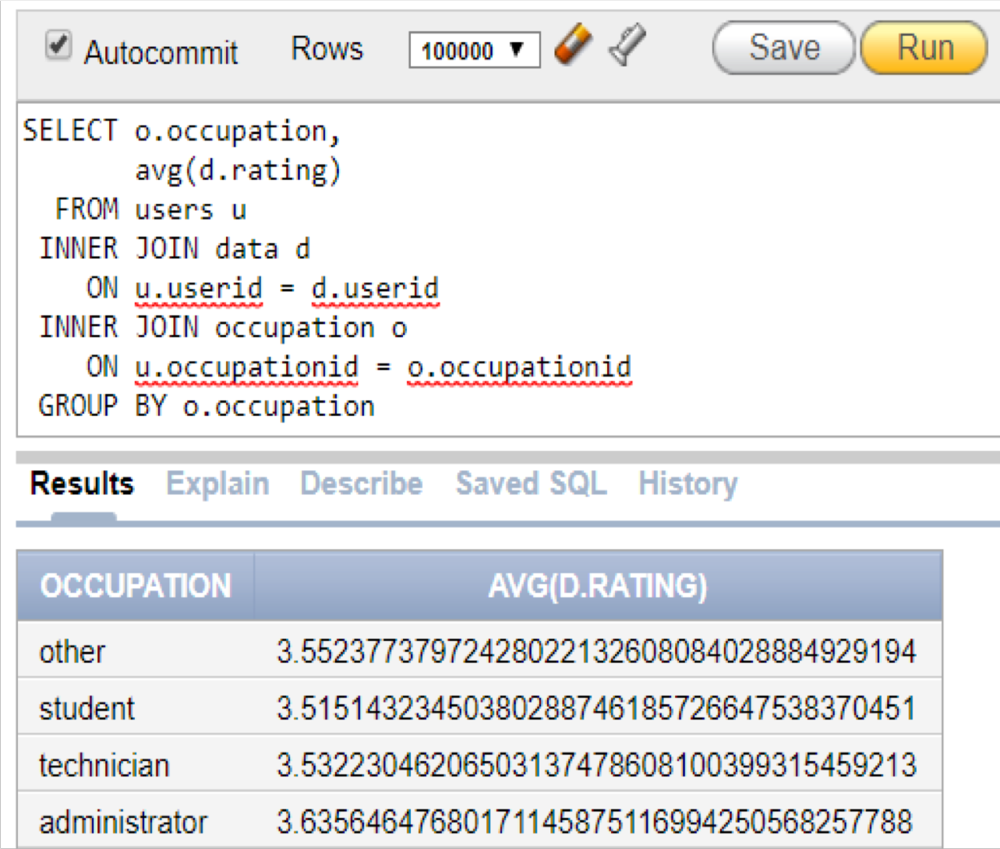 Autocommit Rows 100000 Save Run
SELECT o.occupation,
avg(d.rating)
FROM users u
INNER JOIN data d
ON u.userid = d.userid
INNER JOIN occupation o
ON u.occupationid = o.occupationid
GROUP BY o.occupation
Results Explain Describe Saved SQL History
OCCUPATION AVG(D.RATING)
other 3.55237737972428022132608084028884929194
student 3.51514323450380288746185726647538370451
technician 3.53223046206503137478608100399315459213
administrator 3.63564647680171145875116994250568257788